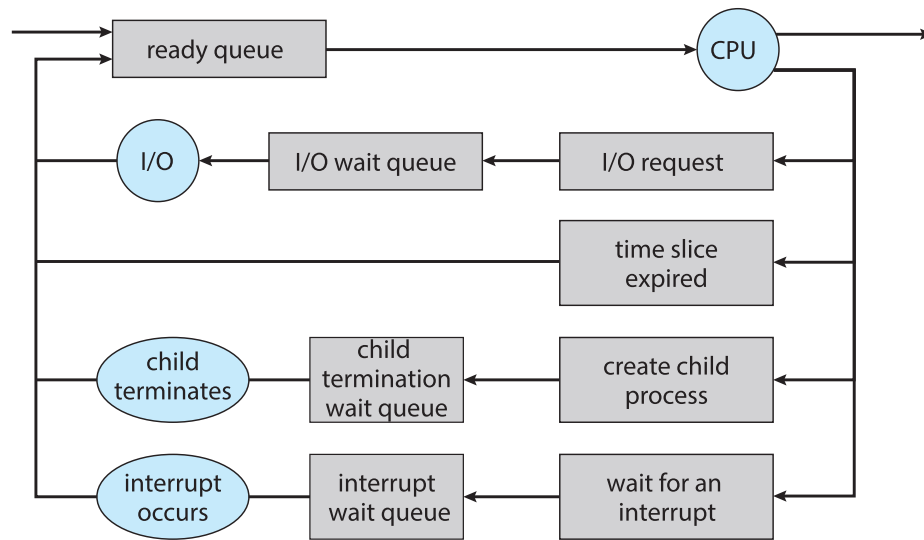 ready queue
CPU
I/O
I/O wait queue
I/O request
time slice
expired
child
terminates
child
termination
wait queue
create child
process
interrupt
occurs
interrupt
wait queue
wait for an
interrupt